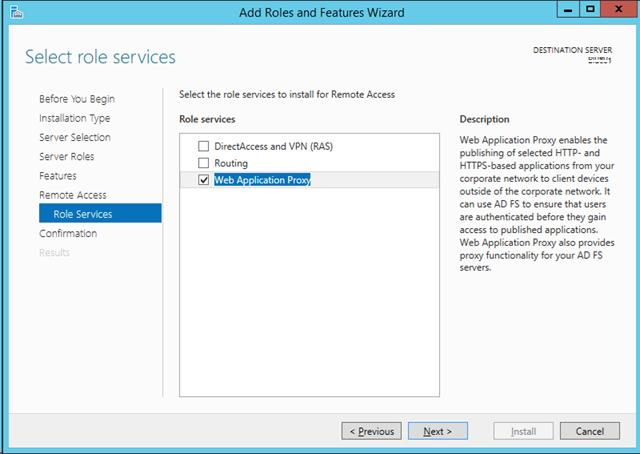 Add Roles and Features Wizard
Select role services
DESTINATION SERVER
Before You Begin
Installation Type
Server Selection
Server Roles
Features
Remote Access
Role Services
Confirmation
Results
Select the role services to install for Remote Access
Role services
DirectAccess and VPN (RAS)
Routing
Web Application Proxy
Description
Web Application Proxy enables the
publishing of selected HTTP- and
HTTPS-based applications from your
corporate network to client devices
outside of the corporate network. It
can use AD FS to ensure that users
are authenticated before they gain
access to published applications.
Web Application Proxy also provides
proxy functionality for your AD FS
servers.
< Previous
Next >
Install
Cancel